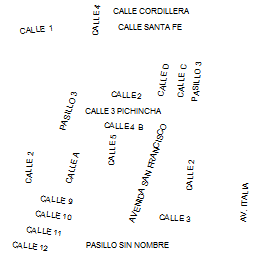 CALLE 4
CALLE CORDILLERA
CALLE 1
CALLE SANTA FE
CALLE D
CALLE C
PASILLO 3
CALLE 2
PASILLO 3
CALLE 3 PICHINCHA
CALLE 4 B
CALLE 5
AVENIDA SAN FRANCISCO
CALLE 2
CALLE A
CALLE 2
AV. ITALIA
CALLE 9
CALLE 10
CALLE 3
CALLE 11
CALLE 12
PASILLO SIN NOMBRE